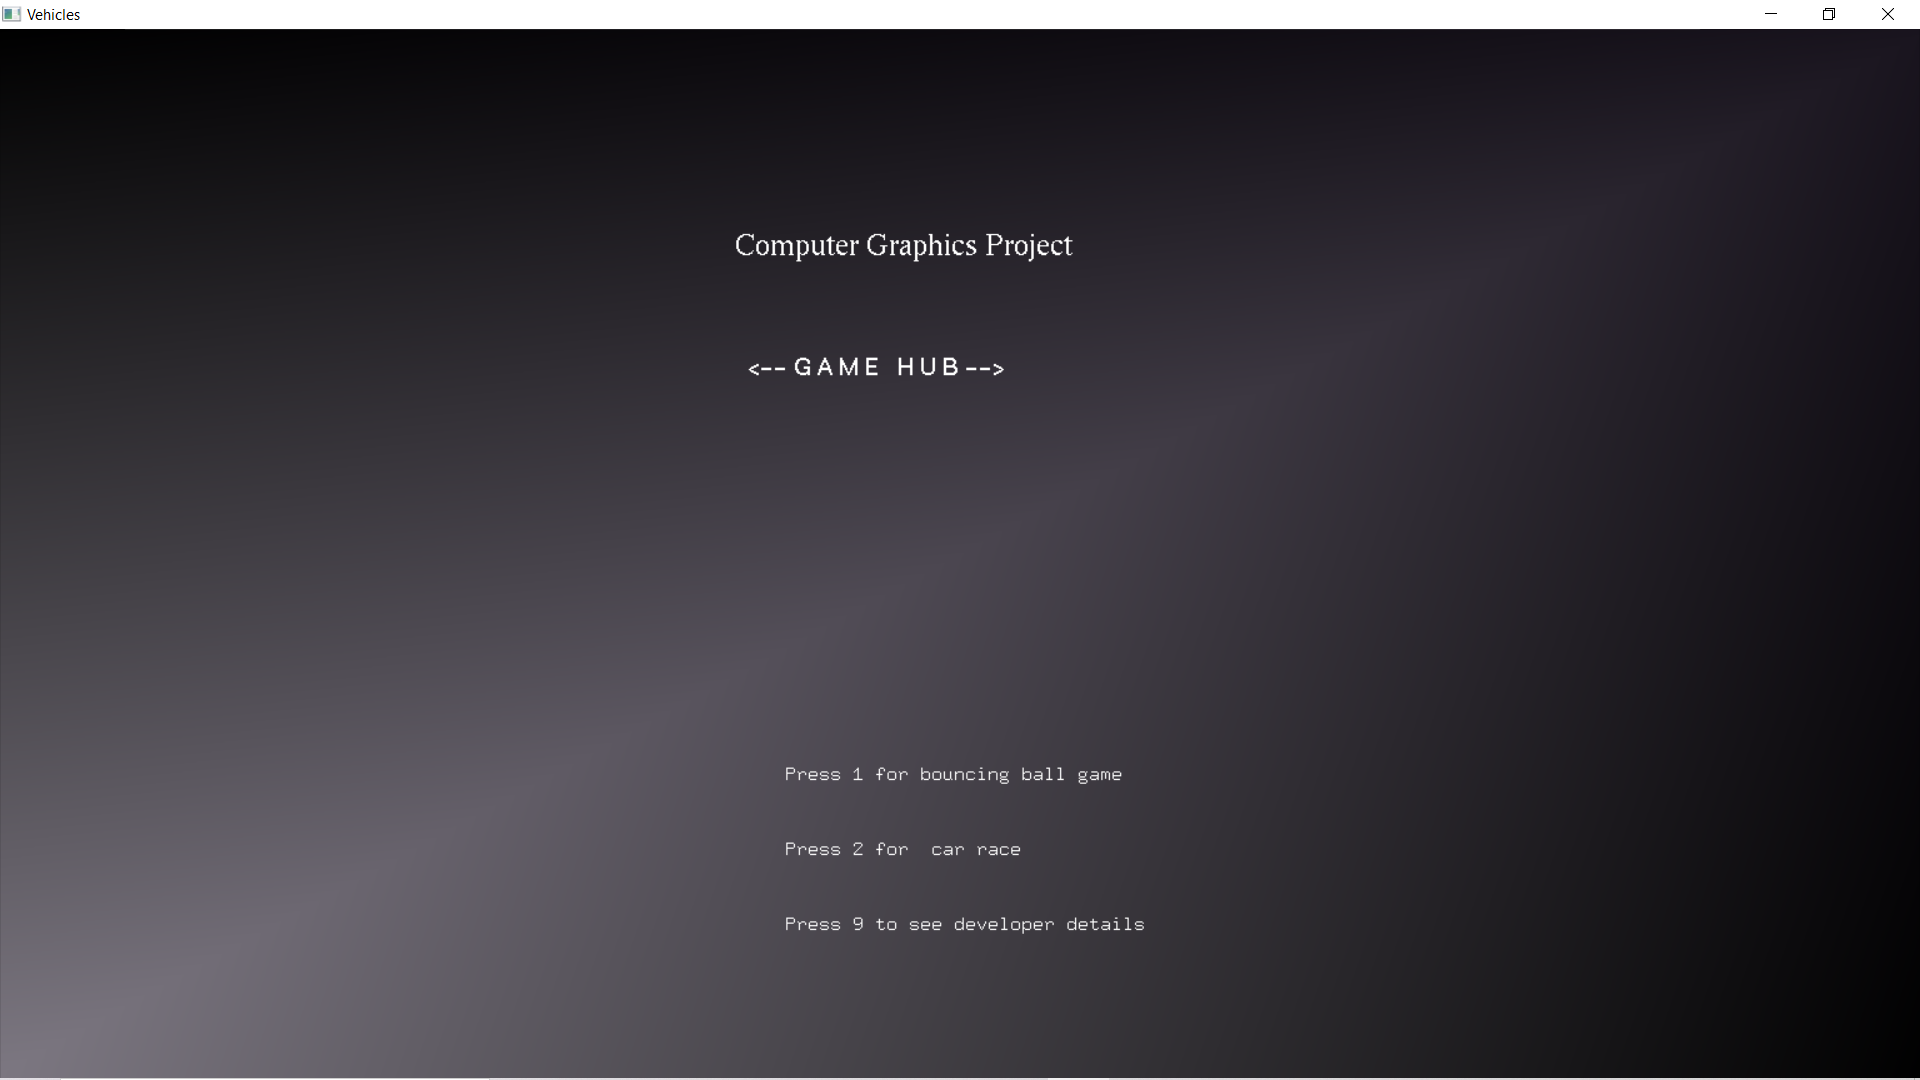 Vehicles
Computer Graphics Project
<--GAME HUB-->
Press 1 for bouncing ball game
Press 2 for  car race
Press 9 to see developer details